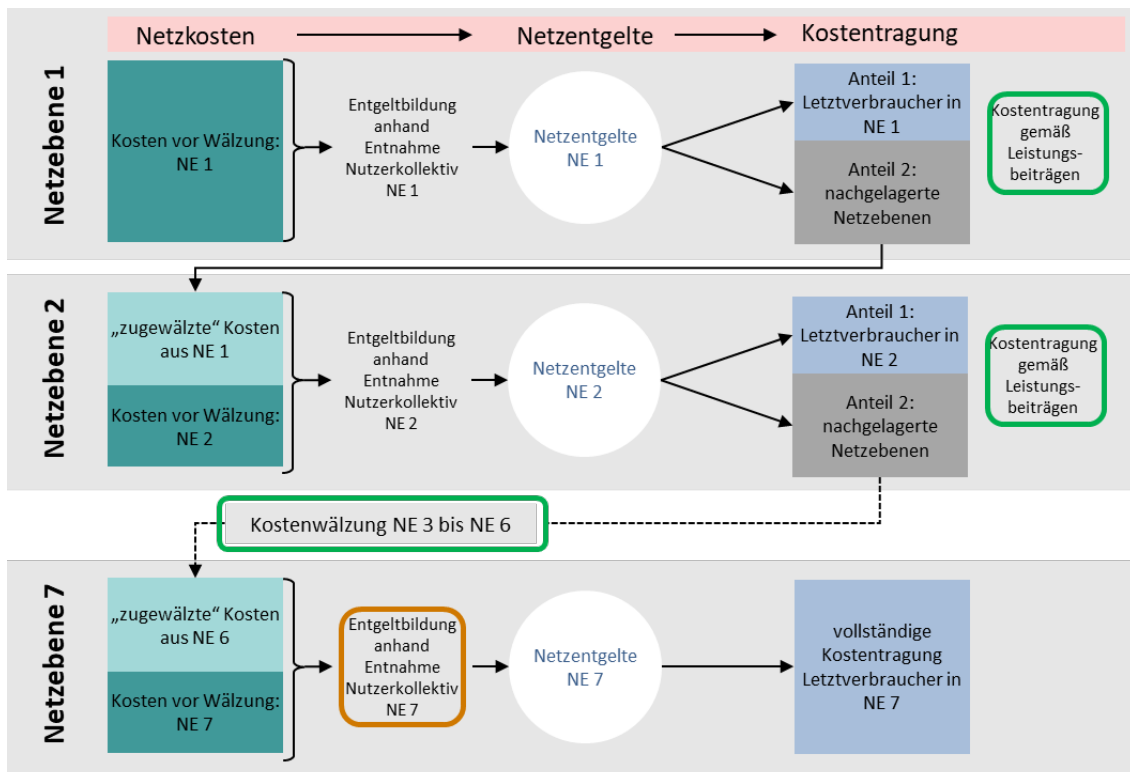 Netzkosten
Netzentgelte
Kostentragung
Netzebene 1
Kosten vor Wälzung:
NE 1
Entgeltbildung
anhand
Entnahme
Nutzerkollektiv
NE 1
Netzentgelte
NE 1
Anteil 1:
Letztverbraucher in
NE 1
Anteil 2:
nachgelagerte
Netzebenen
Kostentragung
gemäß
Leistungs-
beiträgen
Netzebene 2
„zugewälzte“ Kosten
aus NE 1
Kosten vor Wälzung:
NE 2
Entgeltbildung
anhand
Entnahme
Nutzerkollektiv
NE 2
Netzentgelte
NE 2
Anteil 1:
Letztverbraucher in
NE 2
Anteil 2:
nachgelagerte
Netzebenen
Kostentragung
gemäß
Leistungs-
beiträgen
Kostenwälzung NE 3 bis NE 6
Netzebene 7
„zugewälzte“ Kosten
aus NE 6
Kosten vor Wälzung:
NE 7
Entgeltbildung
anhand
Entnahme
Nutzerkollektiv
NE 7
Netzentgelte
NE 7
vollständige
Kostentragung
Letztverbraucher in
NE 7